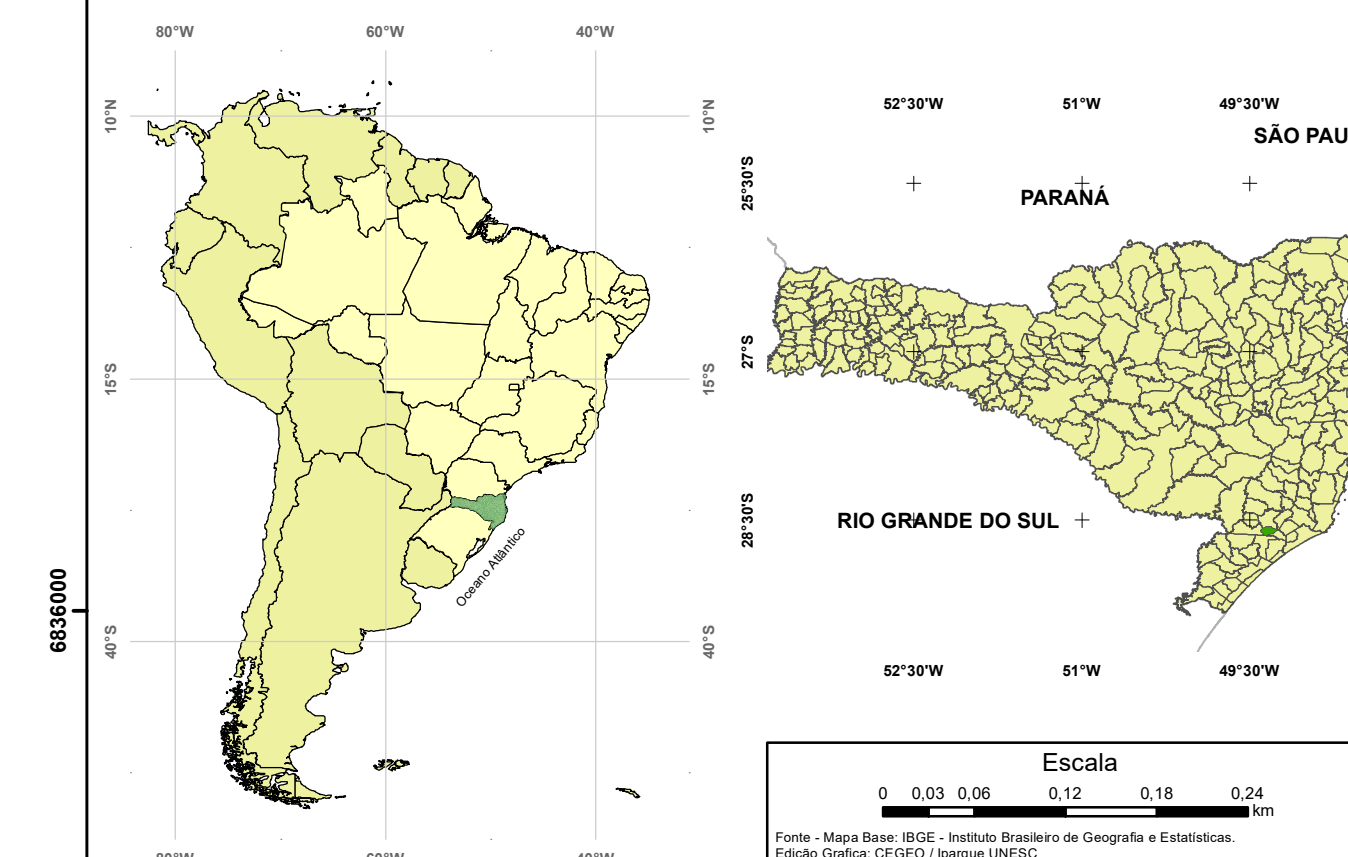 80°W 60°W 40°W
10°N 10°N
15°S 15°S
40°S 40°S
Oceano Atlântico
6836000
80°W 60°W 40°W
52°30'W 51°W 49°30'W
SÃO PAU
25°30'S
PARANÁ
27°S
28°30'S
RIO GRANDE DO SUL
52°30'W 51°W 49°30'W
Escala
0 0,03 0,06 0,12 0,18 0,24
km
Fonte - Mapa Base: IBGE - Instituto Brasileiro de Geografia e Estatísticas.
Edição Grafica: CEGEO / Iparque UNESC